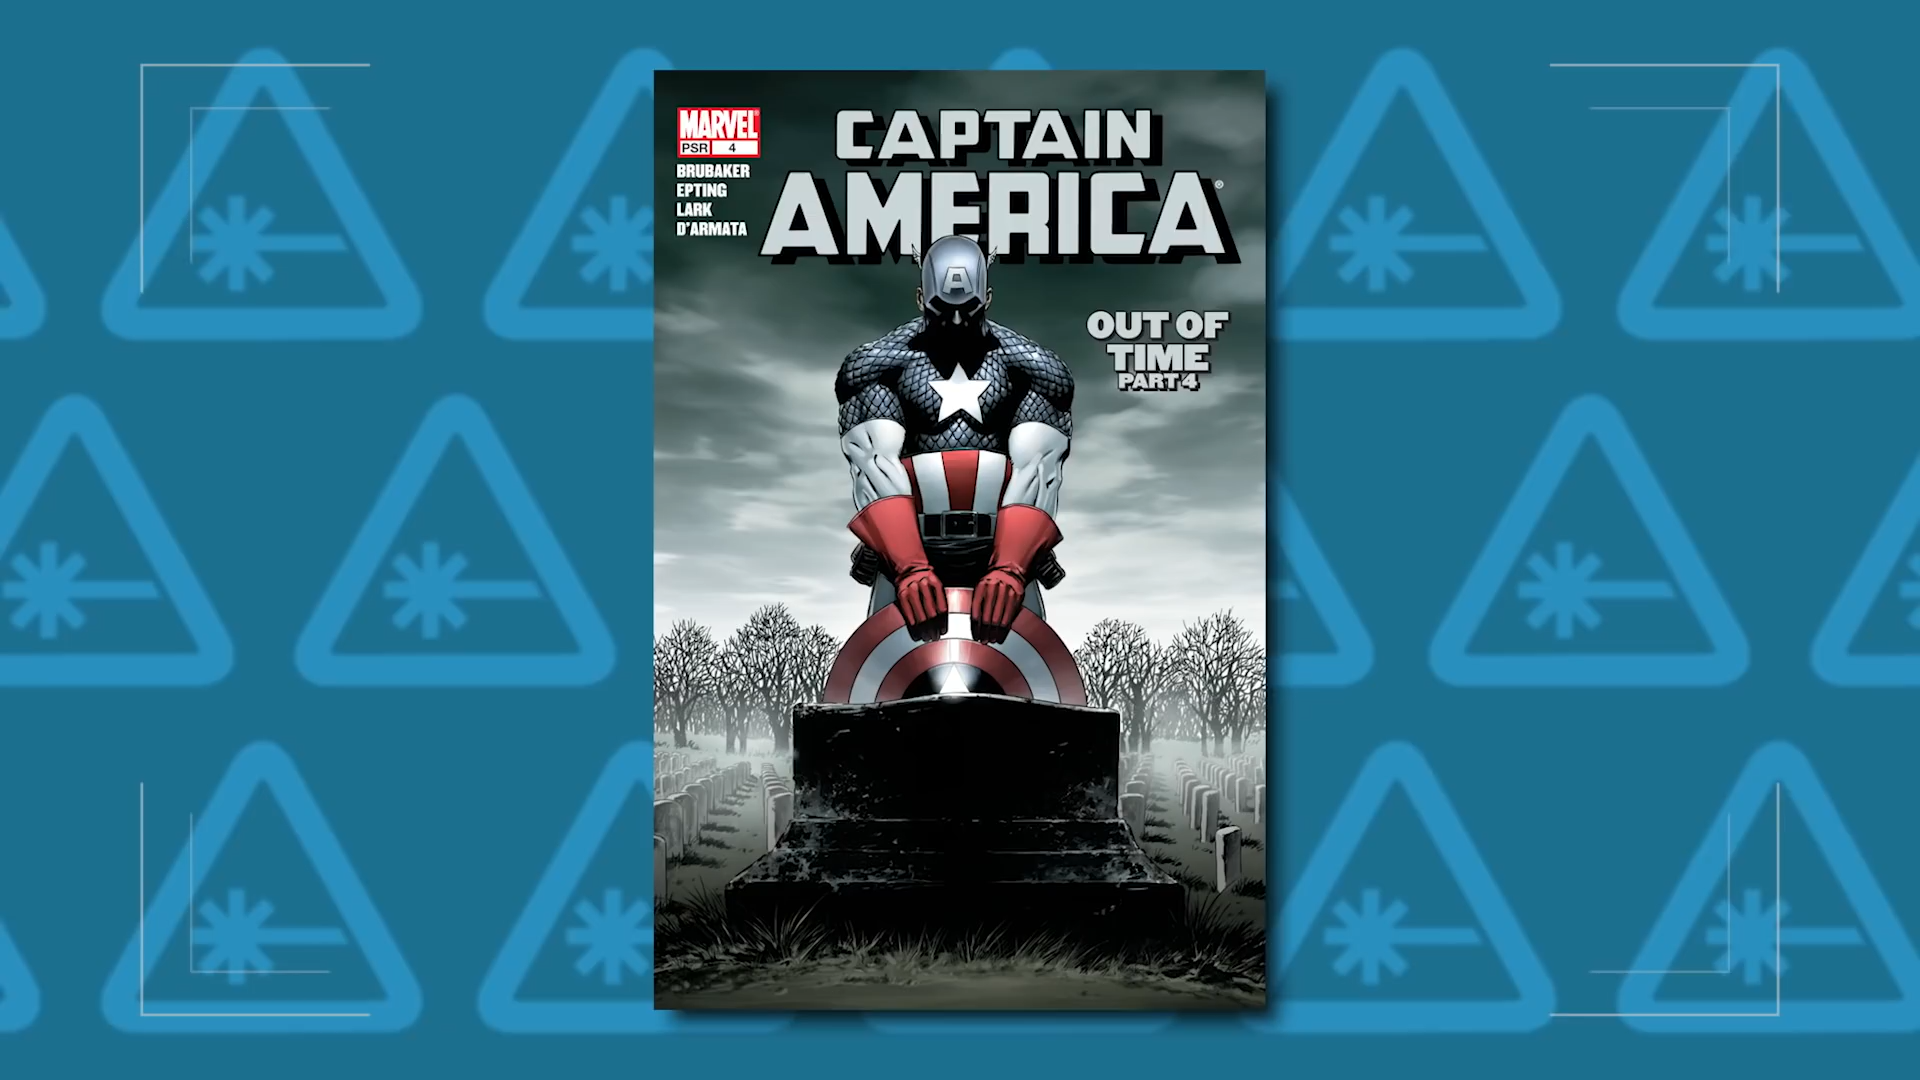 MARVEL
PSR 4
BRUBAKER
EPTING
LARK
D'ARMATA
CAPTAIN
AMERICA®
A
OUT OF
TIME
PART 4